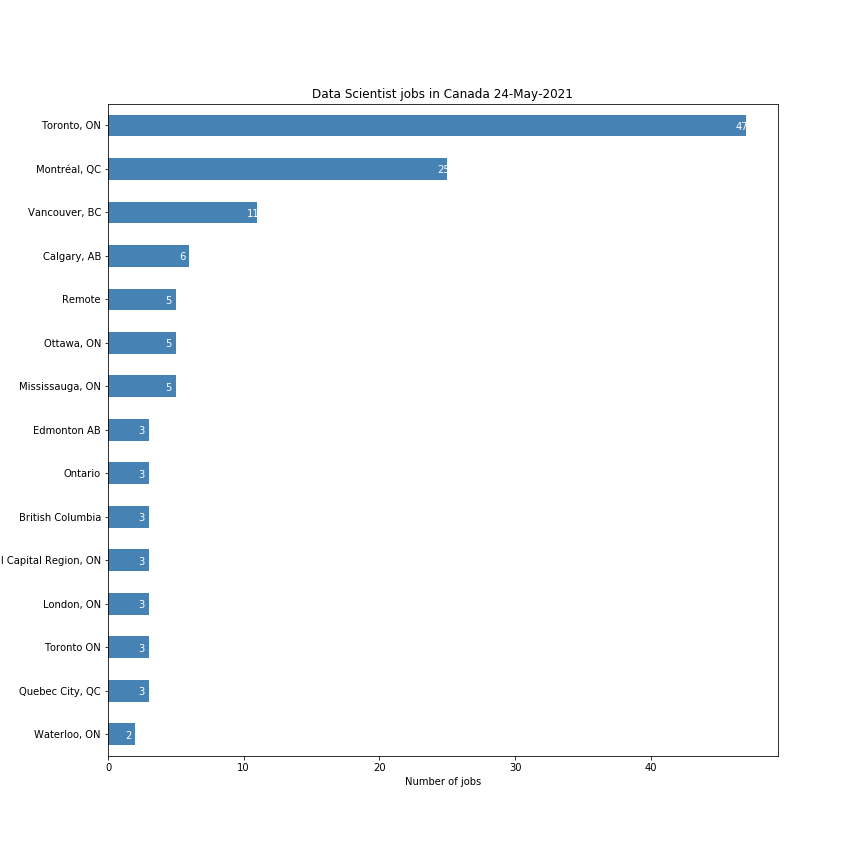 Data Scientist jobs in Canada 24-May-2021
Toronto, ON
47
Montréal, QC
25
Vancouver, BC
11
Calgary, AB
6
Remote
5
Ottawa, ON
5
Mississauga, ON
5
Edmonton AB
3
Ontario
3
British Columbia
3
l Capital Region, ON
3
London, ON
3
Toronto ON
3
Quebec City, QC
3
Waterloo, ON
2
0 10 20 30 40
Number of jobs